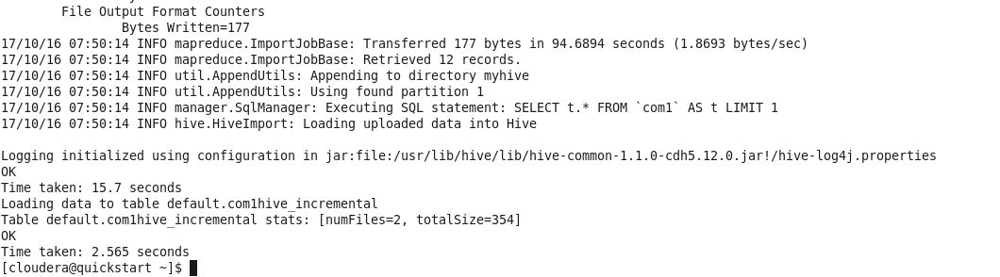 File Output Format Counters
Bytes Written=177
17/10/16 07:50:14 INFO mapreduce.ImportJobBase: Transferred 177 bytes in 94.6894 seconds (1.8693 bytes/sec)
17/10/16 07:50:14 INFO mapreduce.ImportJobBase: Retrieved 12 records.
17/10/16 07:50:14 INFO util.AppendUtils: Appending to directory myhive
17/10/16 07:50:14 INFO util.AppendUtils: Using found partition 1
17/10/16 07:50:14 INFO manager.SqlManager: Executing SQL statement: SELECT t.* FROM `com1` AS t LIMIT 1
17/10/16 07:50:14 INFO hive.HiveImport: Loading uploaded data into Hive
Logging initialized using configuration in jar:file:/usr/lib/hive/lib/hive-common-1.1.0-cdh5.12.0.jar!/hive-log4j.properties
OK
Time taken: 15.7 seconds
Loading data to table default.com1hive_incremental
Table default.com1hive_incremental stats: [numFiles=2, totalSize=354]
OK
Time taken: 2.565 seconds
[cloudera@quickstart ~]$